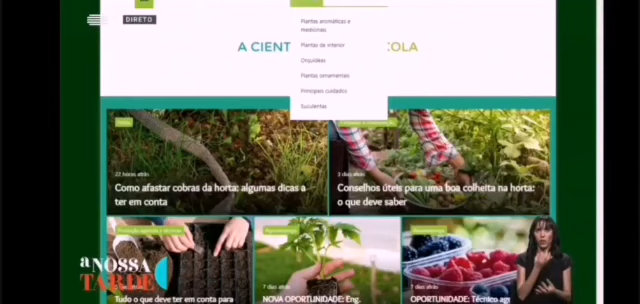 DIRETO
Plantas aromáticas e
medicinais
Plantas de interior
A CIENT
COLA
Orquídeas
Plantas ornamentais
Principais cuidados
Suculentas
22 horas atrás
Como afastar cobras da horta: algumas dicas a
ter em conta
3 dias atrás
Conselhos úteis para uma boa colheita na horta:
o que deve saber
a NOSSA
TARDE
Tudo o que deve ter em conta para
7 dias atrás
NOVA OPORTUNIDADE: Eng.
7 dias atrás
OPORTUNIDADE: Técnico